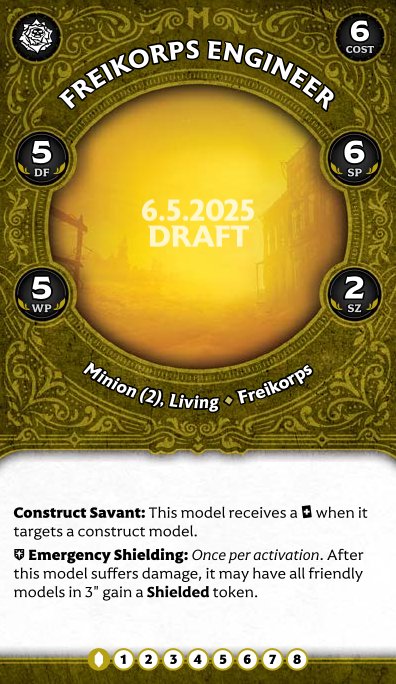 6
COST
FREIKORPS ENGINEER
5
DF
6
SP
6.5.2025
DRAFT
5
WP
2
SZ
Minion (2), Living • Freikorps
Construct Savant: This model receives a when it
targets a construct model.
Emergency Shielding: Once per activation. After
this model suffers damage, it may have all friendly
models in 3" gain a Shielded token.
1 2 3 4 5 6 7 8